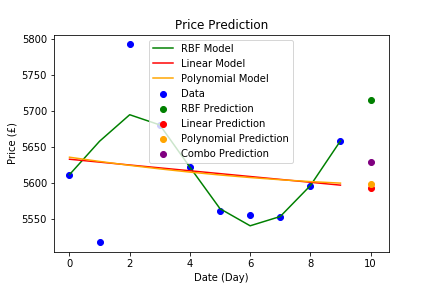 Price Prediction
5800
5750
5700
5650
5600
5550
Price (£)
RBF Model
Linear Model
Polynomial Model
Data
RBF Prediction
Linear Prediction
Polynomial Prediction
Combo Prediction
0 2 4 6 8 10
Date (Day)